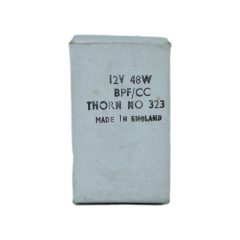 12V 48W
BPF/CC
THORN NO 323
MADE IN ENGLAND